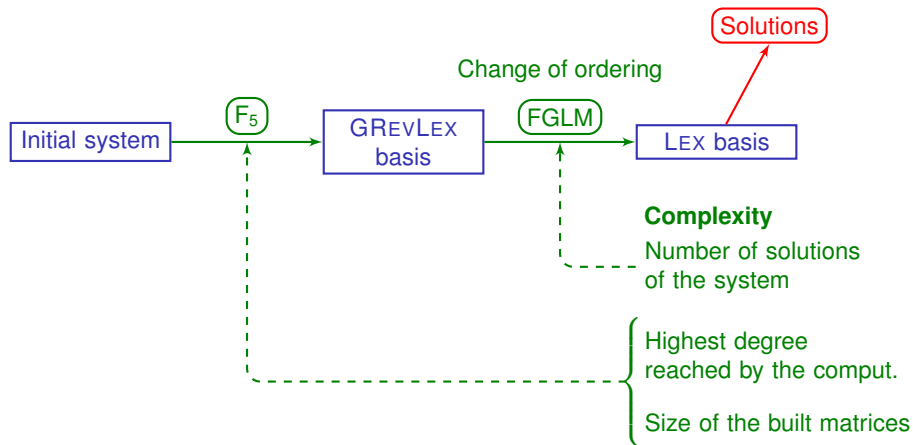 Solutions
Change of ordering
F5
FGLM
Initial system
GREVLEX
basis
LEX basis
Complexity
Number of solutions
of the system
Highest degree
reached by the comput.
Size of the built matrices